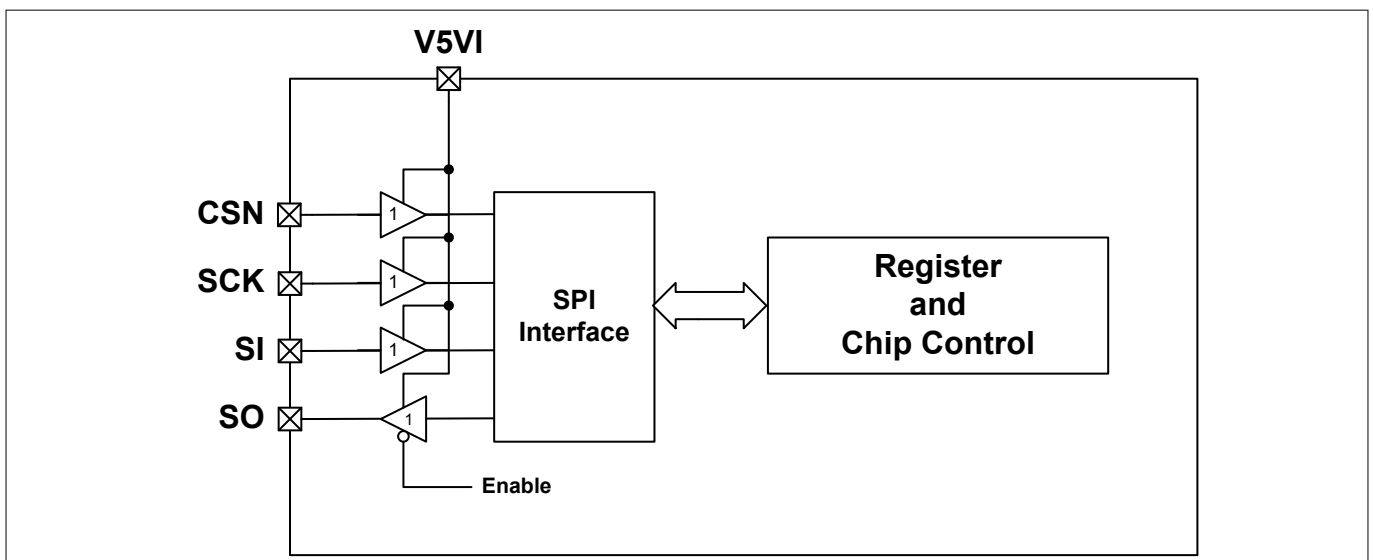 V5VI
CSN
1
SCK
1
SI
1
SO
1
Enable
SPI
Interface
Register
and
Chip Control